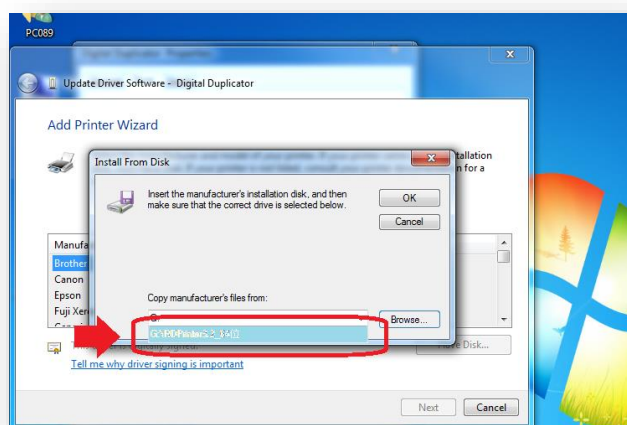 PC089
Update Driver Software - Digital Duplicator
Add Printer Wizard
Install From Disk
tallation
n for a
Insert the manufacturer's installation disk, and then
make sure that the correct drive is selected below.
OK
Cancel
Manufa
Brother
Canon
Epson
Fuji Xer
Copy manufacturer's files from:
Browse...
Disk...
Tell me why driver signing is important
Next
Cancel